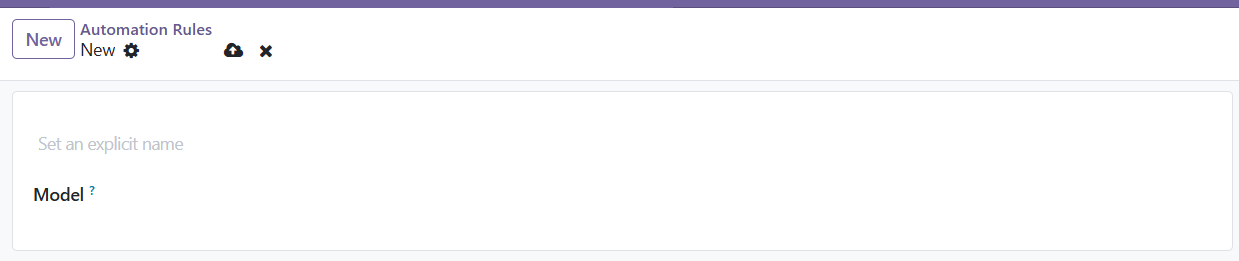 New
Automation Rules
New
Set an explicit name
Model ?